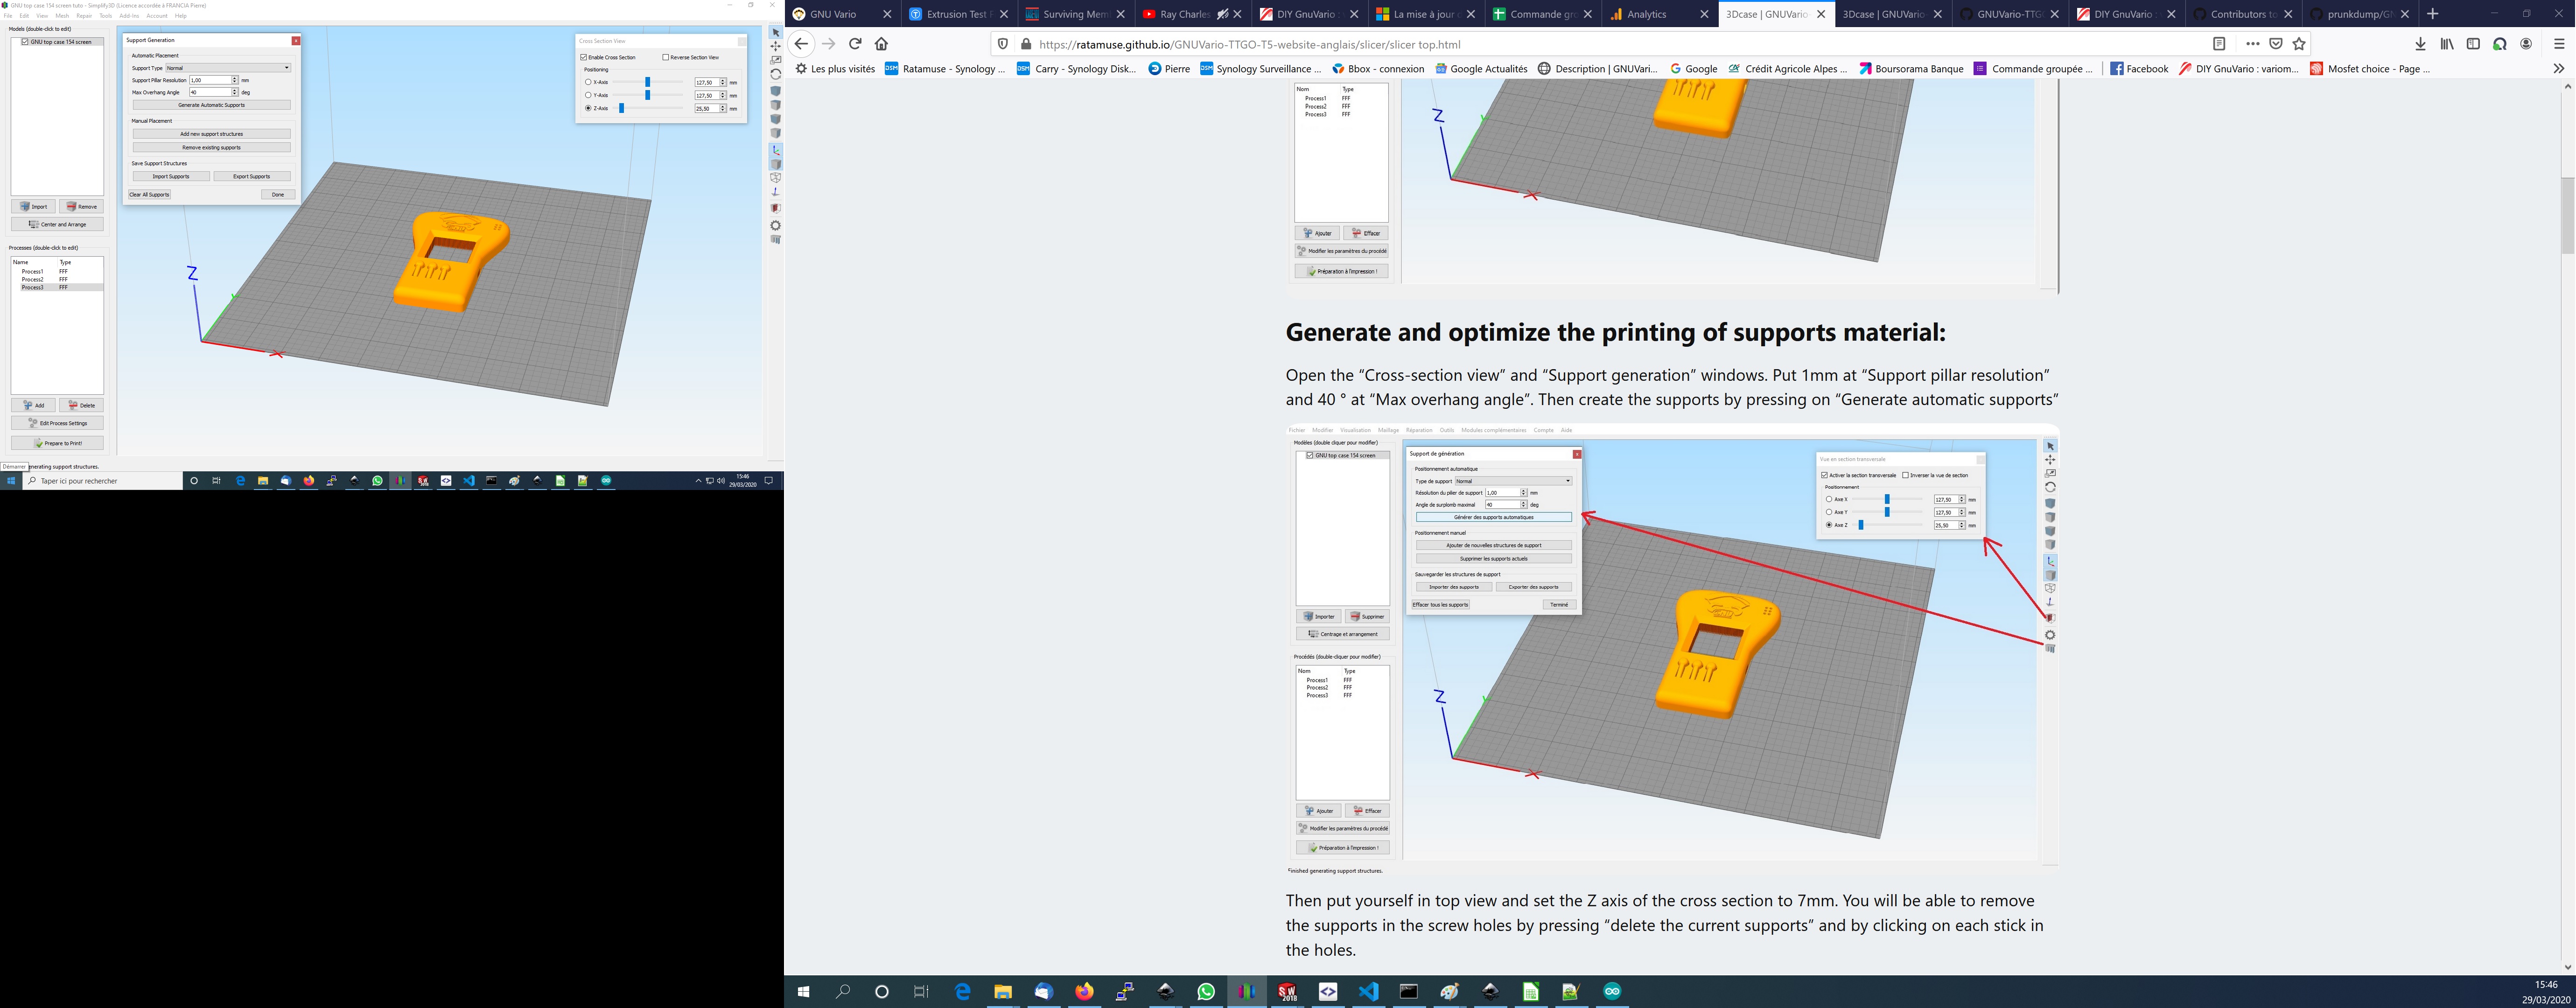 GNU top case 154 screen tuto - Simplify3D (Licence accordée à FRANCIA Pierre)
File Edit View Mesh Repair Tools Add-Ins Account Help
Models (double-click to edit)
GNU top case 154 screen
Import Remove
Center and Arrange
Processes (double-click to edit)
Name Type
Process1 FFF
Process2 FFF
Process3 FFF
Add Delete
Edit Process Settings
Prepare to Print!
Support Generation
Automatic Placement
Support Type Normal
Support Pillar Resolution 1,00 mm
Max Overhang Angle 40 deg
Generate Automatic Supports
Manual Placement
Add new support structures
Remove existing supports
Save Support Structures
Import Supports Export Supports
Clear All Supports Done
Cross Section View
Enable Cross Section Reverse Section View
Positioning
X-Axis 127,50 mm
Y-Axis 127,50 mm
Z-Axis 25,50 mm
Z
Démarrer nerating support structures.
Taper ici pour rechercher
15:46
29/03/2020
GNU Vario
Extrusion Test
Surviving Mem
Ray Charles
DIY GnuVario :
La mise à jour
Commande gr
Analytics
3Dcase | GNUVario
3Dcase | GNUVario
GNUVario-TTG
DIY GnuVario :
Contributors to
prunkdump/GN
https://ratamuse.github.io/GNUVario-TTGO-T5-website-anglais/slicer/slicer top.html
Les plus visités
Ratamuse - Synology ...
Carry - Synology Disk...
Pierre
Synology Surveillance ...
Bbox - connexion
Google Actualités
Description | GNUVari...
Google
Crédit Agricole Alpes ...
Boursorama Banque
Commande groupée ...
Facebook
DIY GnuVario : variom...
Mosfet choice - Page ...
Nom Type
Process1 FFF
Process2 FFF
Process3 FFF
Ajouter Effacer
Modifier les paramètres du procédé
Préparation à l'impression !
Z
Generate and optimize the printing of supports material:
Open the “Cross-section view” and “Support generation” windows. Put 1mm at “Support pillar resolution”
and 40 ° at “Max overhang angle”. Then create the supports by pressing on “Generate automatic supports”
Fichier Modifier Visualisation Maillage Réparation Outils Modules complémentaires Compte Aide
Modèles (double cliquer pour modifier)
GNU top case 154 screen
Importer Supprimer
Centrage et arrangement
Procédés (double-cliquer pour modifier)
Nom Type
Process1 FFF
Process2 FFF
Process3 FFF
Ajouter Effacer
Modifier les paramètres du procédé
Préparation à l'impression !
Finished generating support structures.
Support de génération
Positionnement automatique
Type de support Normal
Résolution du pilier de support 1,00 mm
Angle de surplomb maximal 40 deg
Générer des supports automatiques
Positionnement manuel
Ajouter de nouvelles structures de support
Supprimer les supports actuels
Sauvegarder les structures de support
Importer des supports Exporter des supports
Effacer tous les supports Terminé
Vue en section transversale
Activer la section transversale Inverser la vue de section
Positionnement
Axe X 127,50 mm
Axe Y 127,50 mm
Axe Z 25,50 mm
Z
Then put yourself in top view and set the Z axis of the cross section to 7mm. You will be able to remove
the supports in the screw holes by pressing “delete the current supports” and by clicking on each stick in
the holes.
15:46
29/03/2020